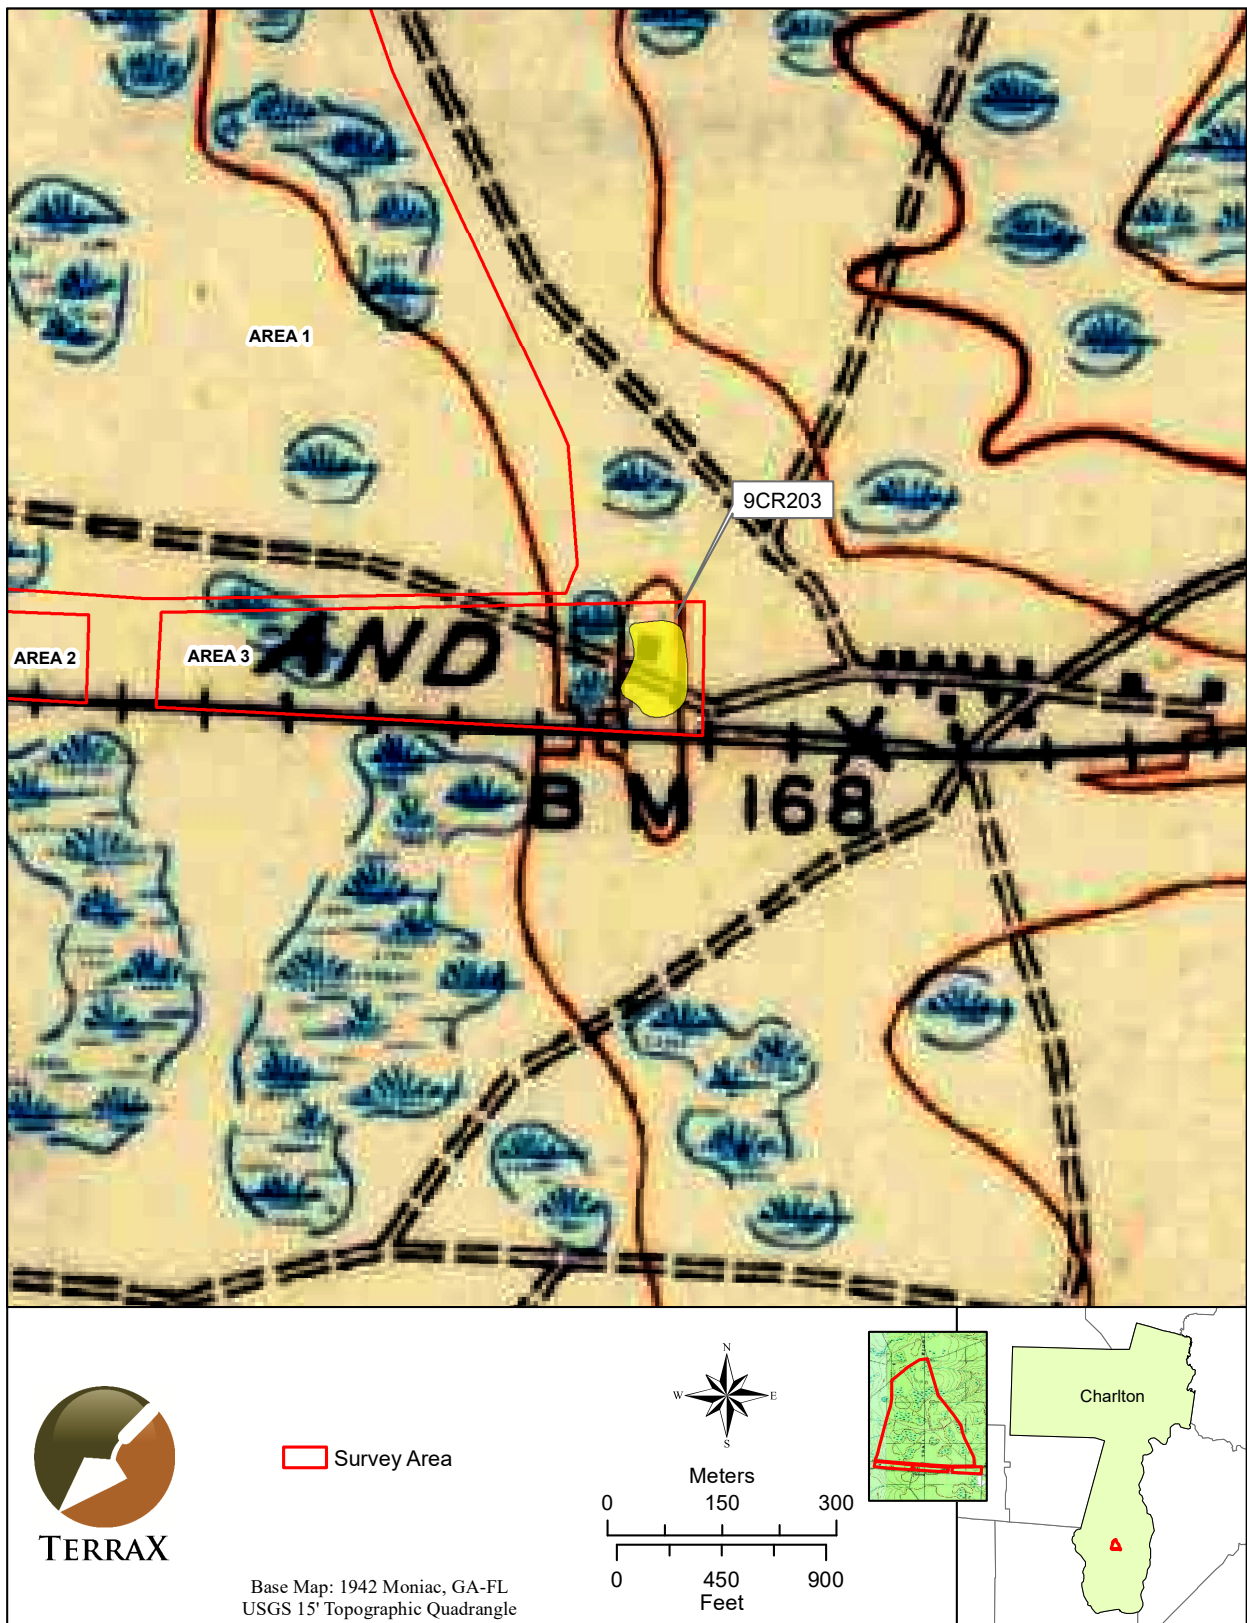 AREA 1
9CR203
AND
AREA 2
AREA 3
B M 168
TERRAX
Survey Area
Base Map: 1942 Moniac, GA-FL
USGS 15' Topographic Quadrangle
N
W E
S
Meters
0 150 300
0 450 900
Feet
Charlton